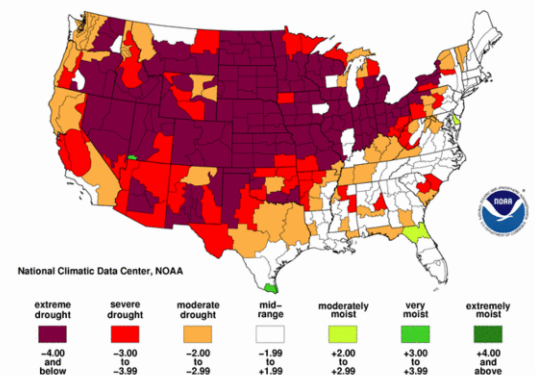 NOAA
National Climatic Data Center, NOAA
extreme drought
severe drought
moderate drought
mid– range
moderately moist
very moist
extremely moist
−4.00 and below
−3.00 to −3.99
−2.00 to −2.99
−1.99 to +1.99
+2.00 to +2.99
+3.00 to +3.99
+4.00 and above